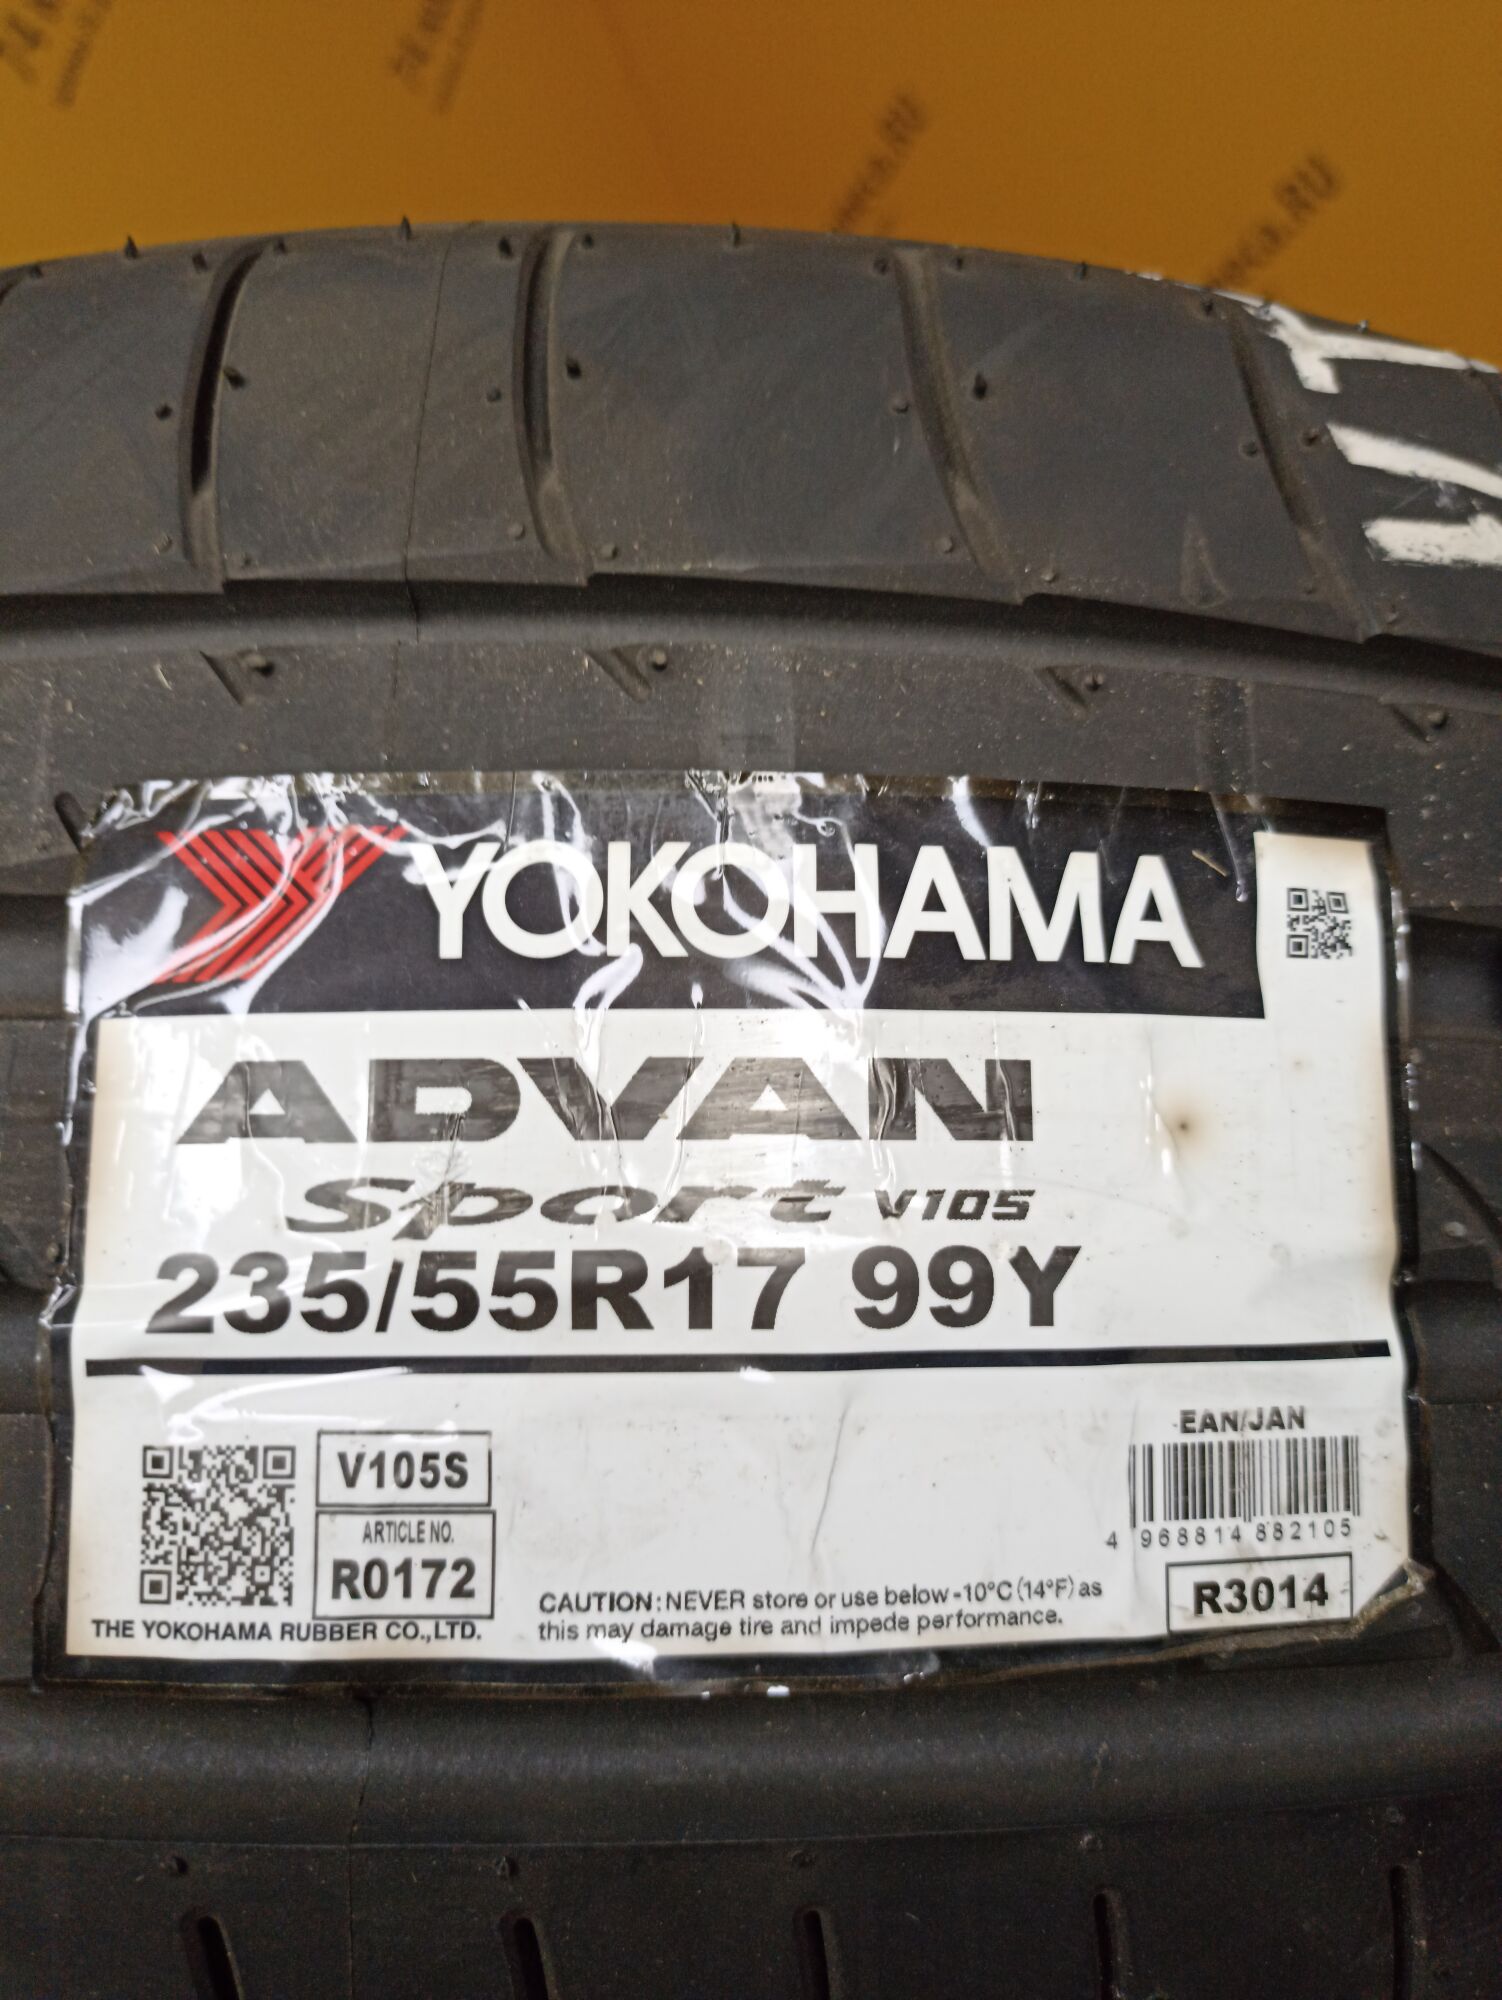 YOKOHAMA
ADVAN
Sport V105
235/55R17 99Y
EAN/JAN
4 968814 882105
V105S
ARTICLE NO.
R0172
R3014
CAUTION: NEVER store or use below -10°C (14°F) as
this may damage tire and impede performance.
THE YOKOHAMA RUBBER CO.,LTD.